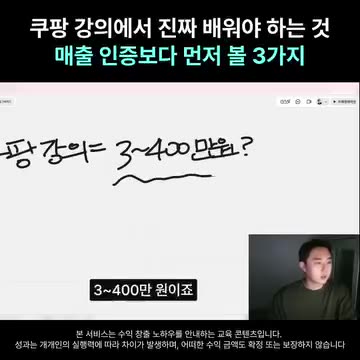 쿠팡 강의에서 진짜 배워야 하는 것
매출 인증보다 먼저 볼 3가지
팡 강의= 3~400만원?
3~400만 원이죠
본 서비스는 수익 창출 노하우를 안내하는 교육 콘텐츠입니다.
성과는 개개인의 실행력에 따라 차이가 발생하며, 어떠한 수익 금액도 확정 또는 보장하지 않습니다